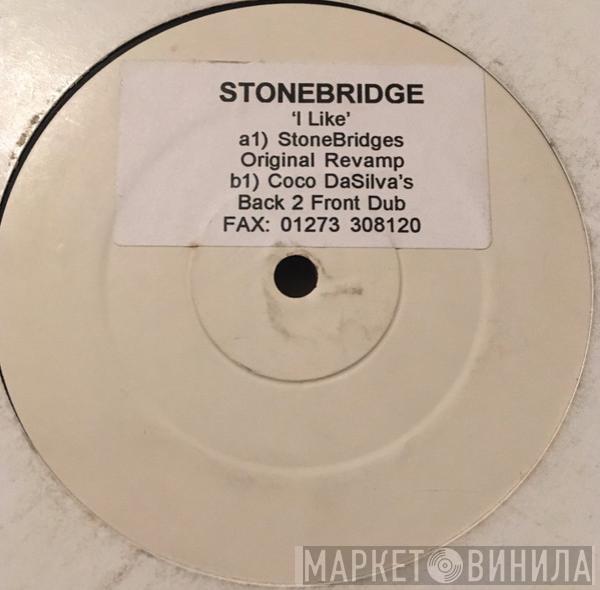 STONEBRIDGE
‘I Like’
a1) StoneBridges
Original Revamp
b1) Coco DaSilva's
Back 2 Front Dub
FAX: 01273 308120
МАРКЕТ ВИНИЛА